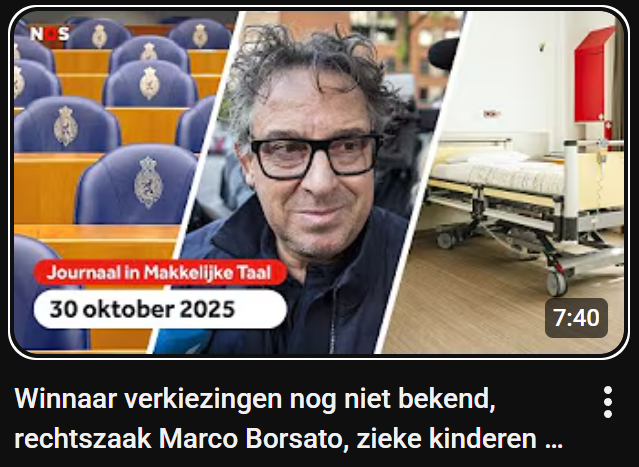 NOS
Journaal in Makkelijke Taal
30 oktober 2025
7:40
Winnaar verkiezingen nog niet bekend,
rechtszaak Marco Borsato, zieke kinderen ...